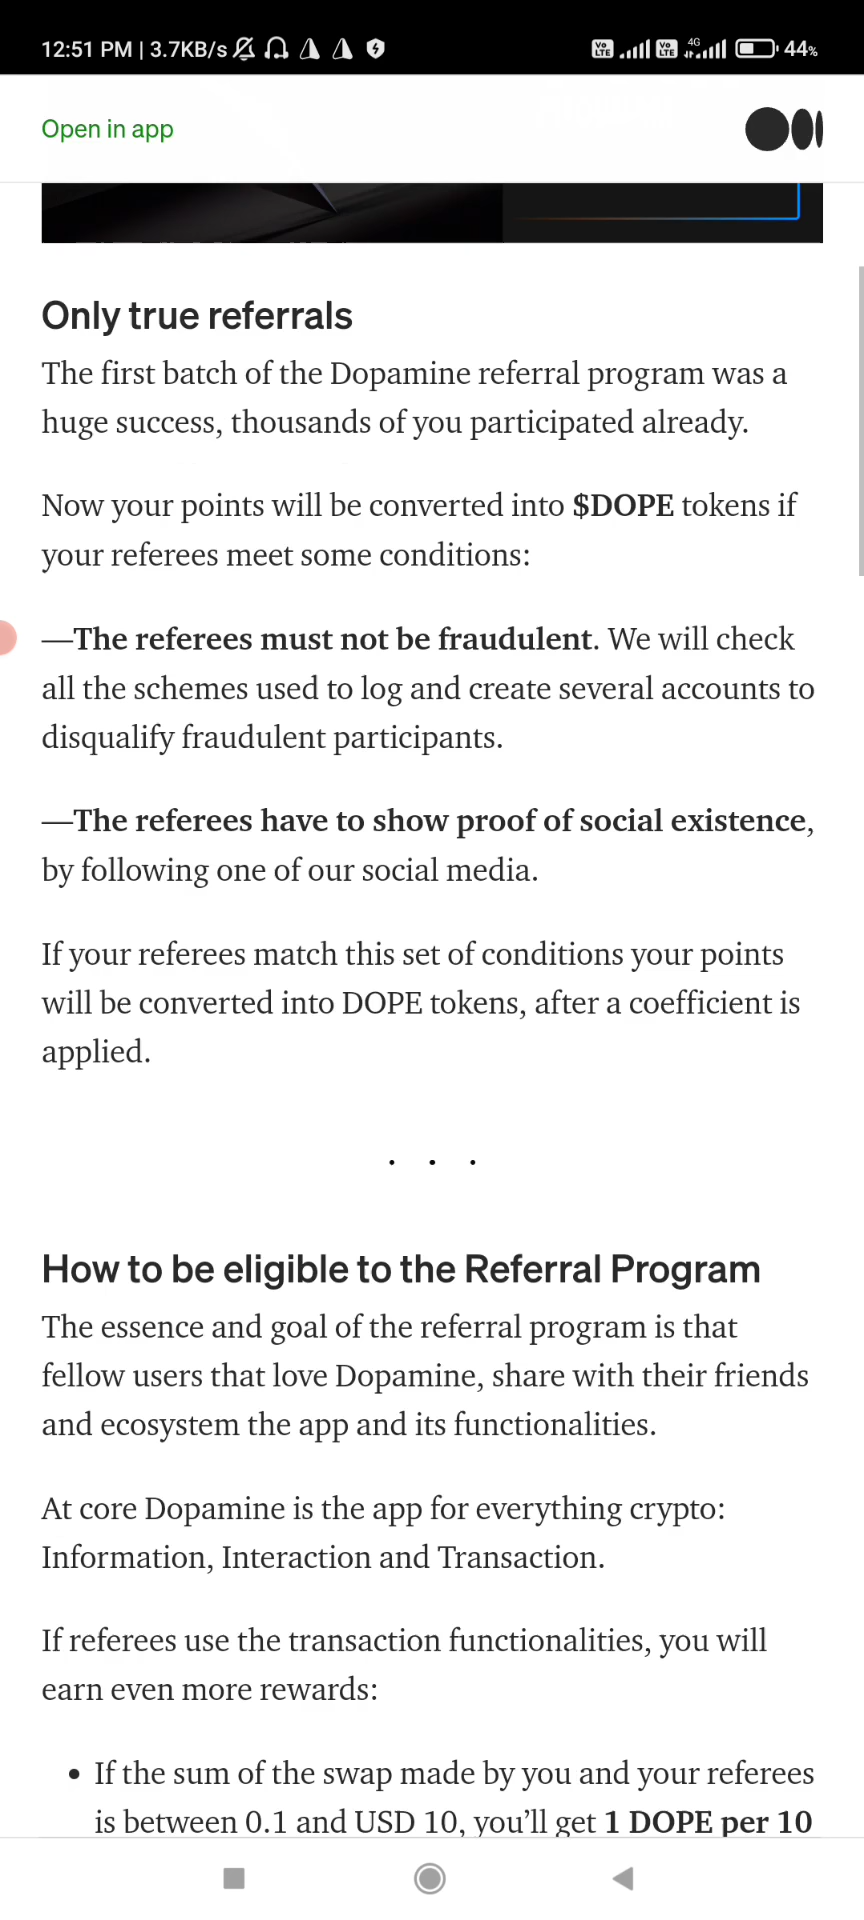 12:51 PM | 3.7KB/s
Vo LTE Vo LTE 4G 44%
Open in app
Only true referrals
The first batch of the Dopamine referral program was a
huge success, thousands of you participated already.
Now your points will be converted into $DOPE tokens if
your referees meet some conditions:
—The referees must not be fraudulent. We will check
all the schemes used to log and create several accounts to
disqualify fraudulent participants.
—The referees have to show proof of social existence,
by following one of our social media.
If your referees match this set of conditions your points
will be converted into DOPE tokens, after a coefficient is
applied.
. . .
How to be eligible to the Referral Program
The essence and goal of the referral program is that
fellow users that love Dopamine, share with their friends
and ecosystem the app and its functionalities.
At core Dopamine is the app for everything crypto:
Information, Interaction and Transaction.
If referees use the transaction functionalities, you will
earn even more rewards:
• If the sum of the swap made by you and your referees
is between 0.1 and USD 10, you’ll get 1 DOPE per 10